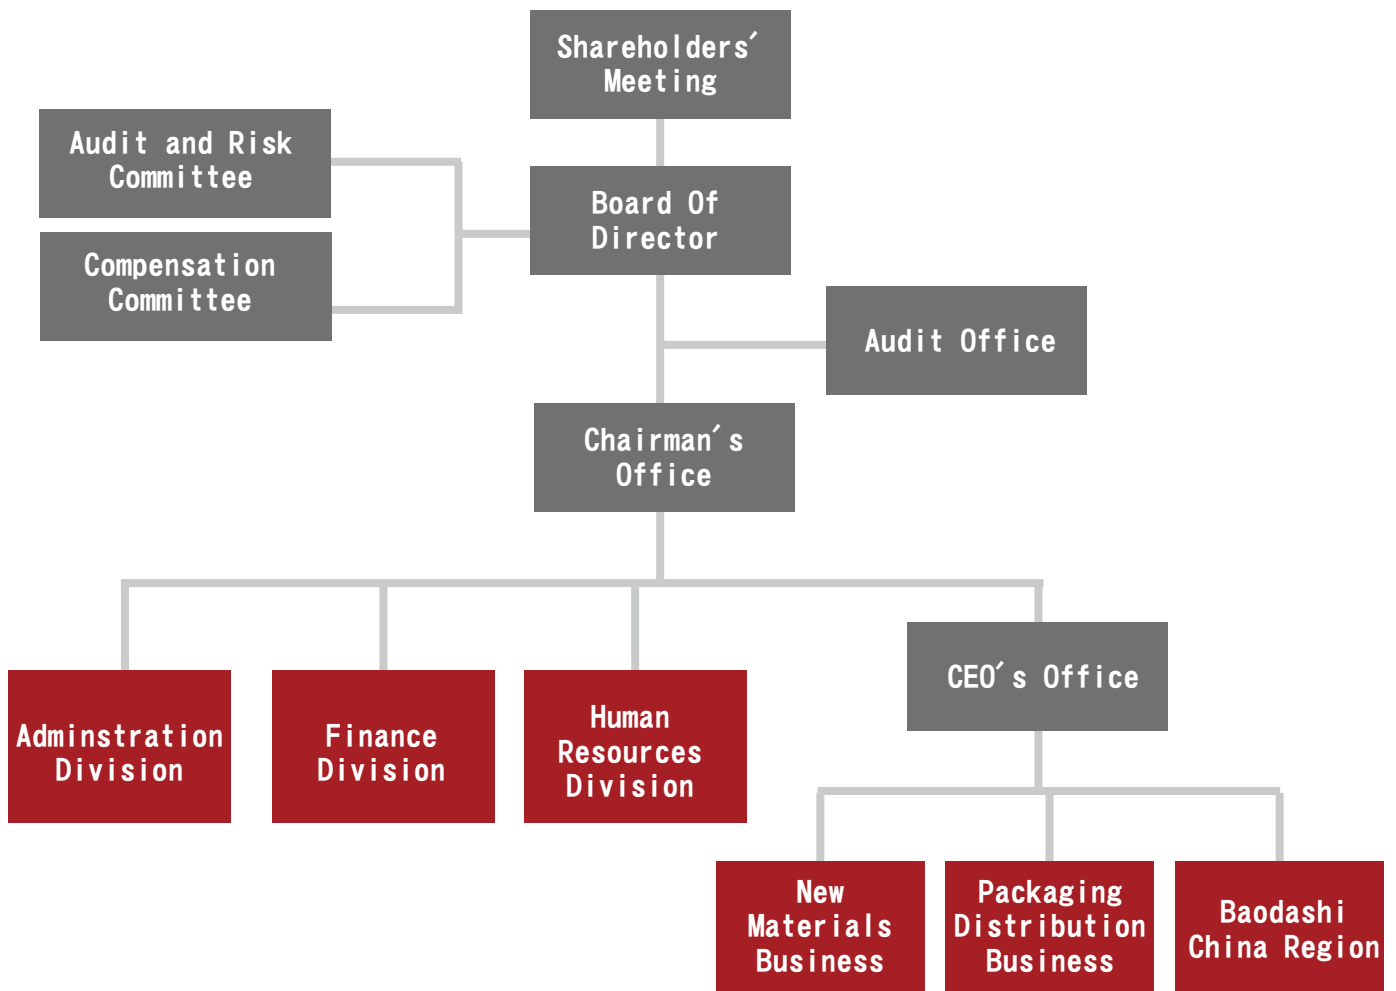 Shareholders´
Meeting
Audit and Risk
Committee
Board Of
Director
Compensation
Committee
Audit Office
Chairman´s
Office
CEO´s Office
Adminstration
Division
Finance
Division
Human
Resources
Division
New
Materials
Business
Packaging
Distribution
Business
Baodashi
China Region